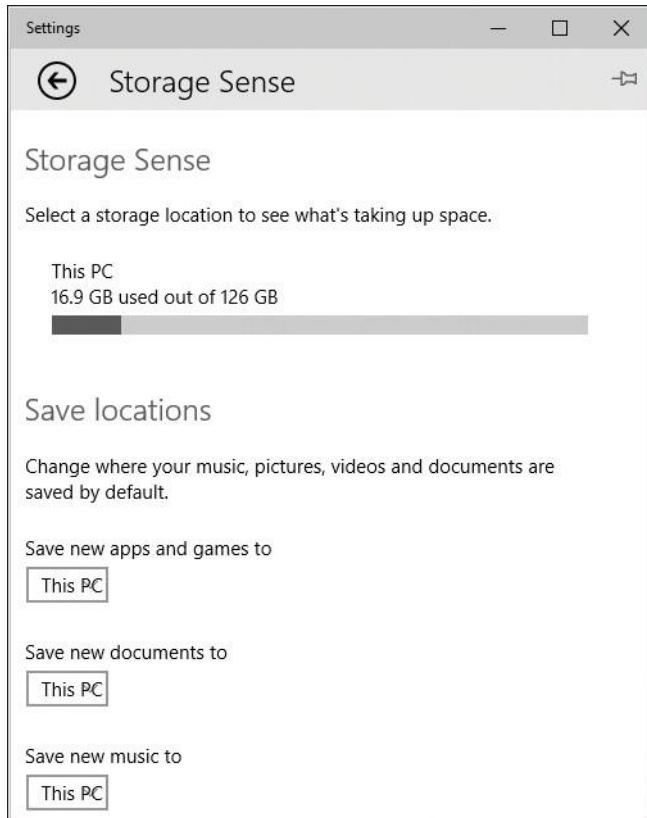 Settings
Storage Sense
Storage Sense
Select a storage location to see what's taking up space.
This PC
16.9 GB used out of 126 GB
Save locations
Change where your music, pictures, videos and documents are
saved by default.
Save new apps and games to
This PC
Save new documents to
This PC
Save new music to
This PC